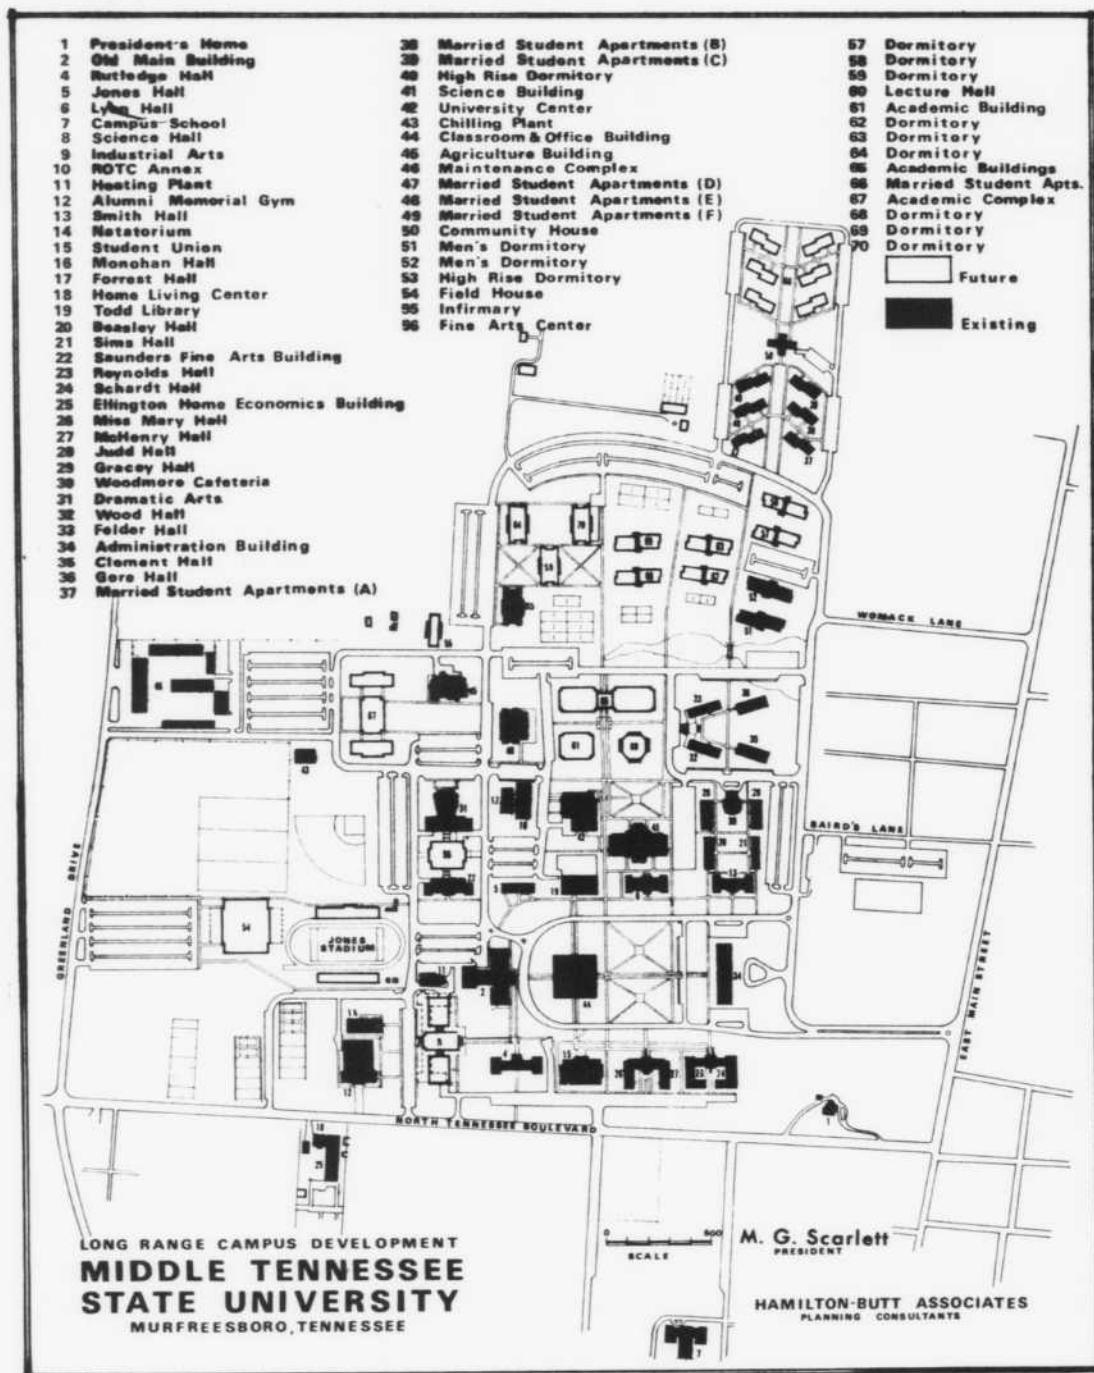 1 President's Home
2 Old Main Building
4 Rutledge Hall
5 Jones Hall
6 Lyon Hall
7 Campus School
8 Science Hall
9 Industrial Arts
10 ROTC Annex
11 Heating Plant
12 Alumni Memorial Gym
13 Smith Hall
14 Natatorium
15 Student Union
16 Monohan Hall
17 Forrest Hall
18 Home Living Center
19 Todd Library
20 Beasley Hall
21 Sims Hall
22 Saunders Fine Arts Building
23 Reynolds Hall
24 Schardt Hall
25 Ellington Home Economics Building
26 Miss Mary Hall
27 McHenry Hall
28 Judd Hall
29 Gracey Hall
30 Woodmore Cafeteria
31 Dramatic Arts
32 Wood Hall
33 Felder Hall
34 Administration Building
35 Clement Hall
36 Gore Hall
37 Married Student Apartments (A)
38 Married Student Apartments (B)
39 Married Student Apartments (C)
40 High Rise Dormitory
41 Science Building
42 University Center
43 Chilling Plant
44 Classroom & Office Building
45 Agriculture Building
46 Maintenance Complex
47 Married Student Apartments (D)
48 Married Student Apartments (E)
49 Married Student Apartments (F)
50 Community House
51 Men's Dormitory
52 Men's Dormitory
53 High Rise Dormitory
54 Field House
55 Infirmary
56 Fine Arts Center
57 Dormitory
58 Dormitory
59 Dormitory
60 Lecture Hall
61 Academic Building
62 Dormitory
63 Dormitory
64 Dormitory
65 Academic Buildings
66 Married Student Apts.
67 Academic Complex
68 Dormitory
69 Dormitory
70 Dormitory
Future
Existing
WOMACK LANE
BAIRD'S LANE
GREENLAND DRIVE
JONES STADIUM
EAST MAIN STREET
NORTH TENNESSEE BOULEVARD
0 600
SCALE
M. G. Scarlett
PRESIDENT
LONG RANGE CAMPUS DEVELOPMENT
MIDDLE TENNESSEE
STATE UNIVERSITY
MURFREESBORO, TENNESSEE
HAMILTON-BUTT ASSOCIATES
PLANNING CONSULTANTS